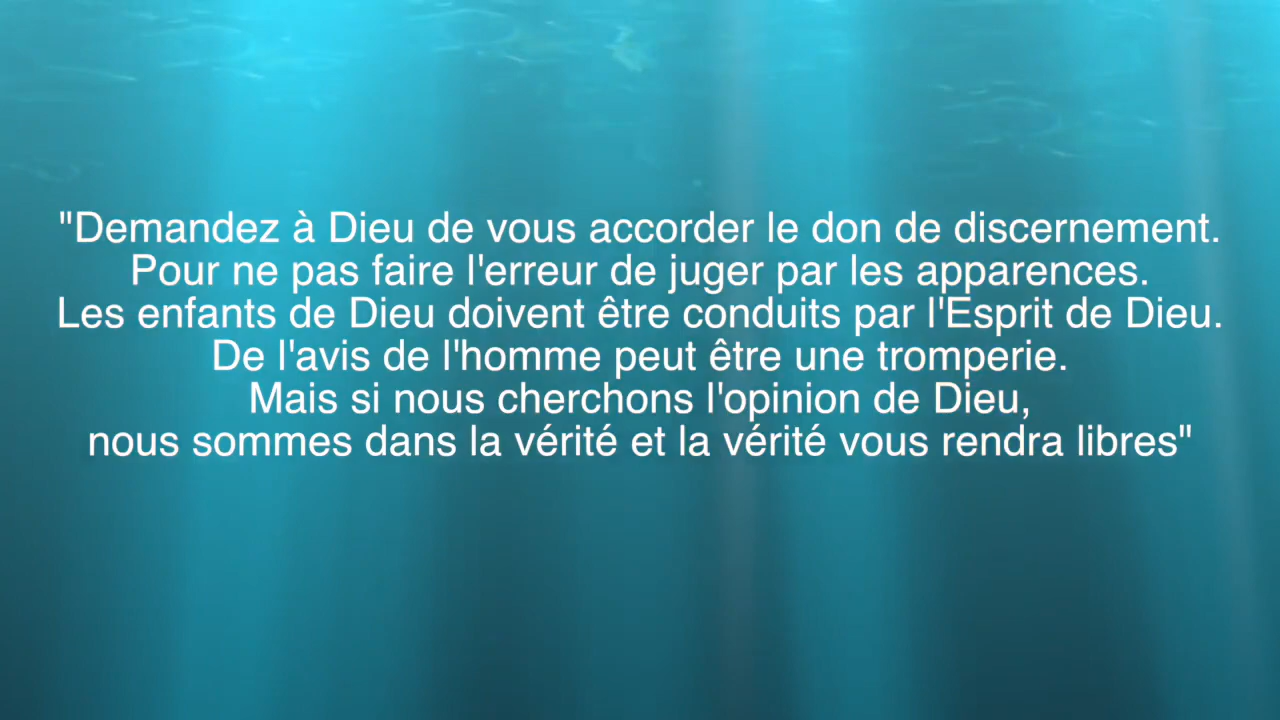 "Demandez à Dieu de vous accorder le don de discernement.
Pour ne pas faire l'erreur de juger par les apparences.
Les enfants de Dieu doivent être conduits par l'Esprit de Dieu.
De l'avis de l'homme peut être une tromperie.
Mais si nous cherchons l'opinion de Dieu,
nous sommes dans la vérité et la vérité vous rendra libres"